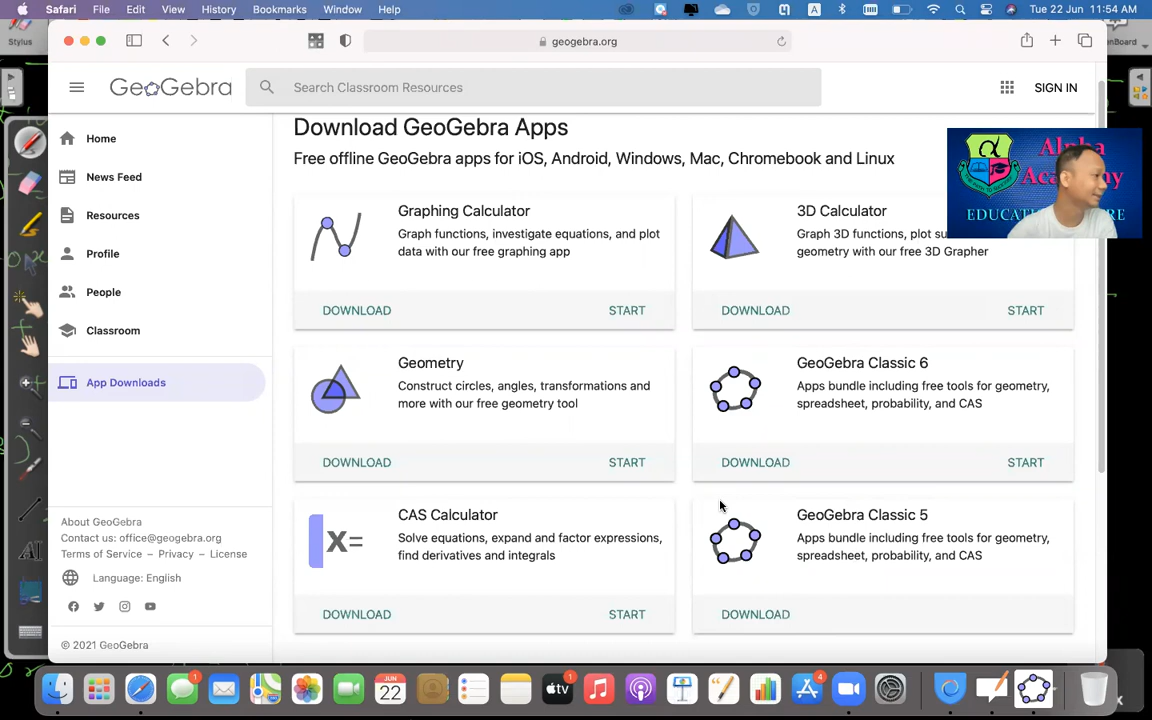 Safari File Edit View History Bookmarks Window Help
A
Tue 22 Jun 11:54 AM
Stylus
geogebra.org
Board
GeoGebra
Search Classroom Resources
SIGN IN
Home
News Feed
Resources
Profile
People
Classroom
App Downloads
About GeoGebra
Contact us: office@geogebra.org
Terms of Service – Privacy – License
Language: English
© 2021 GeoGebra
Download GeoGebra Apps
Free offline GeoGebra apps for iOS, Android, Windows, Mac, Chromebook and Linux
Graphing Calculator
Graph functions, investigate equations, and plot
data with our free graphing app
DOWNLOAD START
3D Calculator
Graph 3D functions, plot
geometry with our free 3D Grapher
DOWNLOAD START
Geometry
Construct circles, angles, transformations and
more with our free geometry tool
DOWNLOAD START
GeoGebra Classic 6
Apps bundle including free tools for geometry,
spreadsheet, probability, and CAS
DOWNLOAD START
X=
CAS Calculator
Solve equations, expand and factor expressions,
find derivatives and integrals
DOWNLOAD START
GeoGebra Classic 5
Apps bundle including free tools for geometry,
spreadsheet, probability, and CAS
DOWNLOAD
α
Alpha
JUN
22
tv
1
1
4